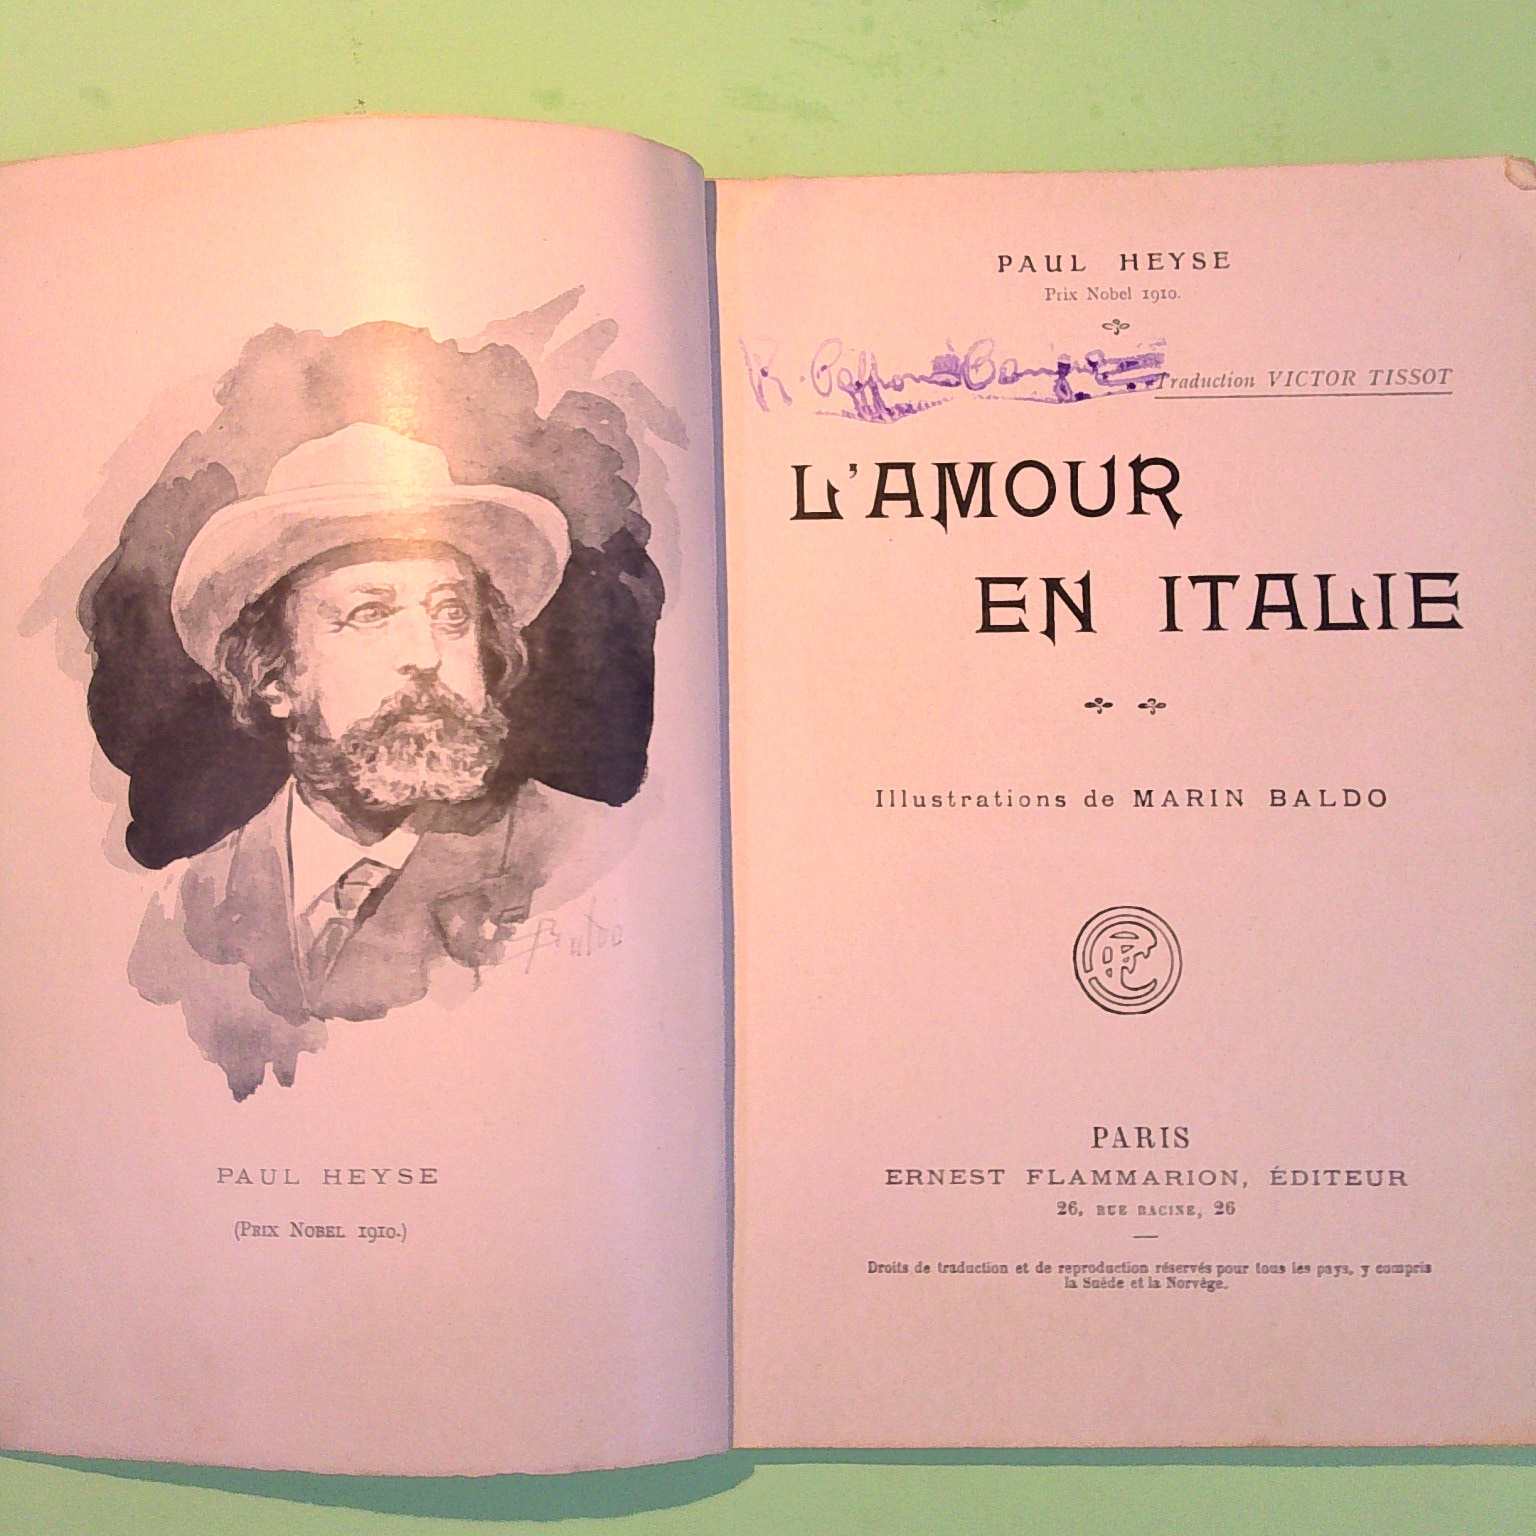 Baldo
PAUL HEYSE
(PRIX NOBEL 1910.)
PAUL HEYSE
Prix Nobel 1910.
Traduction VICTOR TISSOT
L'AMOUR
EN ITALIE
Illustrations de MARIN BALDO
PARIS
ERNEST FLAMMARION, ÉDITEUR
26, RUE RACINE, 26
Droits de traduction et de reproduction réservés pour tous les pays, y compris
la Suède et la Norvège.